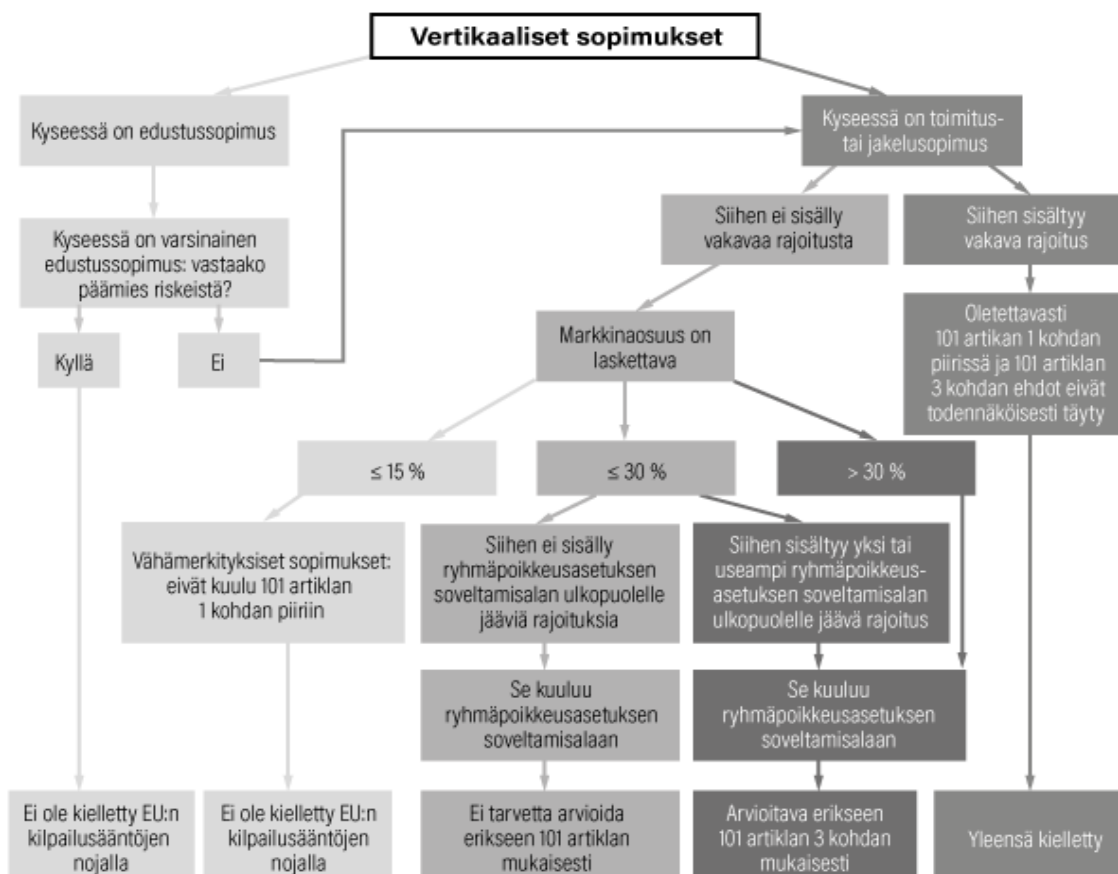 Vertikaaliset sopimukset
Kyseessä on edustussopimus
Kyseessä on toimitus-
tai jakelusopimus
Kyseessä on varsinainen
edustussopimus: vastaako
päämies riskeistä?
Siihen ei sisälly
vakavaa rajoitusta
Siihen sisältyy
vakava rajoitus
Kyllä
Ei
Markkinaosuus on
laskettava
Oletettavasti
101 artikan 1 kohdan
piirissä ja 101 artiklan
3 kohdan ehdot eivät
todennäköisesti täyty
≤ 15 %
≤ 30 %
> 30 %
Vähämerkityksiset sopimukset:
eivät kuulu 101 artiklan
1 kohdan piiriin
Siihen ei sisälly
ryhmäpoikkeusasetuksen
soveltamisalan ulkopuolelle
jääviä rajoituksia
Siihen sisältyy yksi tai
useampi ryhmäpoikkeus-
asetuksen soveltamisalan
ulkopuolelle jäävä rajoitus
Se kuuluu
ryhmäpoikkeusasetuksen
soveltamisalaan
Se kuuluu
ryhmäpoikkeusasetuksen
soveltamisalaan
Ei ole kielletty EU:n
kilpailusääntöjen
nojalla
Ei ole kielletty EU:n
kilpailusääntöjen
nojalla
Ei tarvetta arvioida
erikseen 101 artiklan
mukaisesti
Arvioitava erikseen
101 artiklan 3 kohdan
mukaisesti
Yleensä kielletty